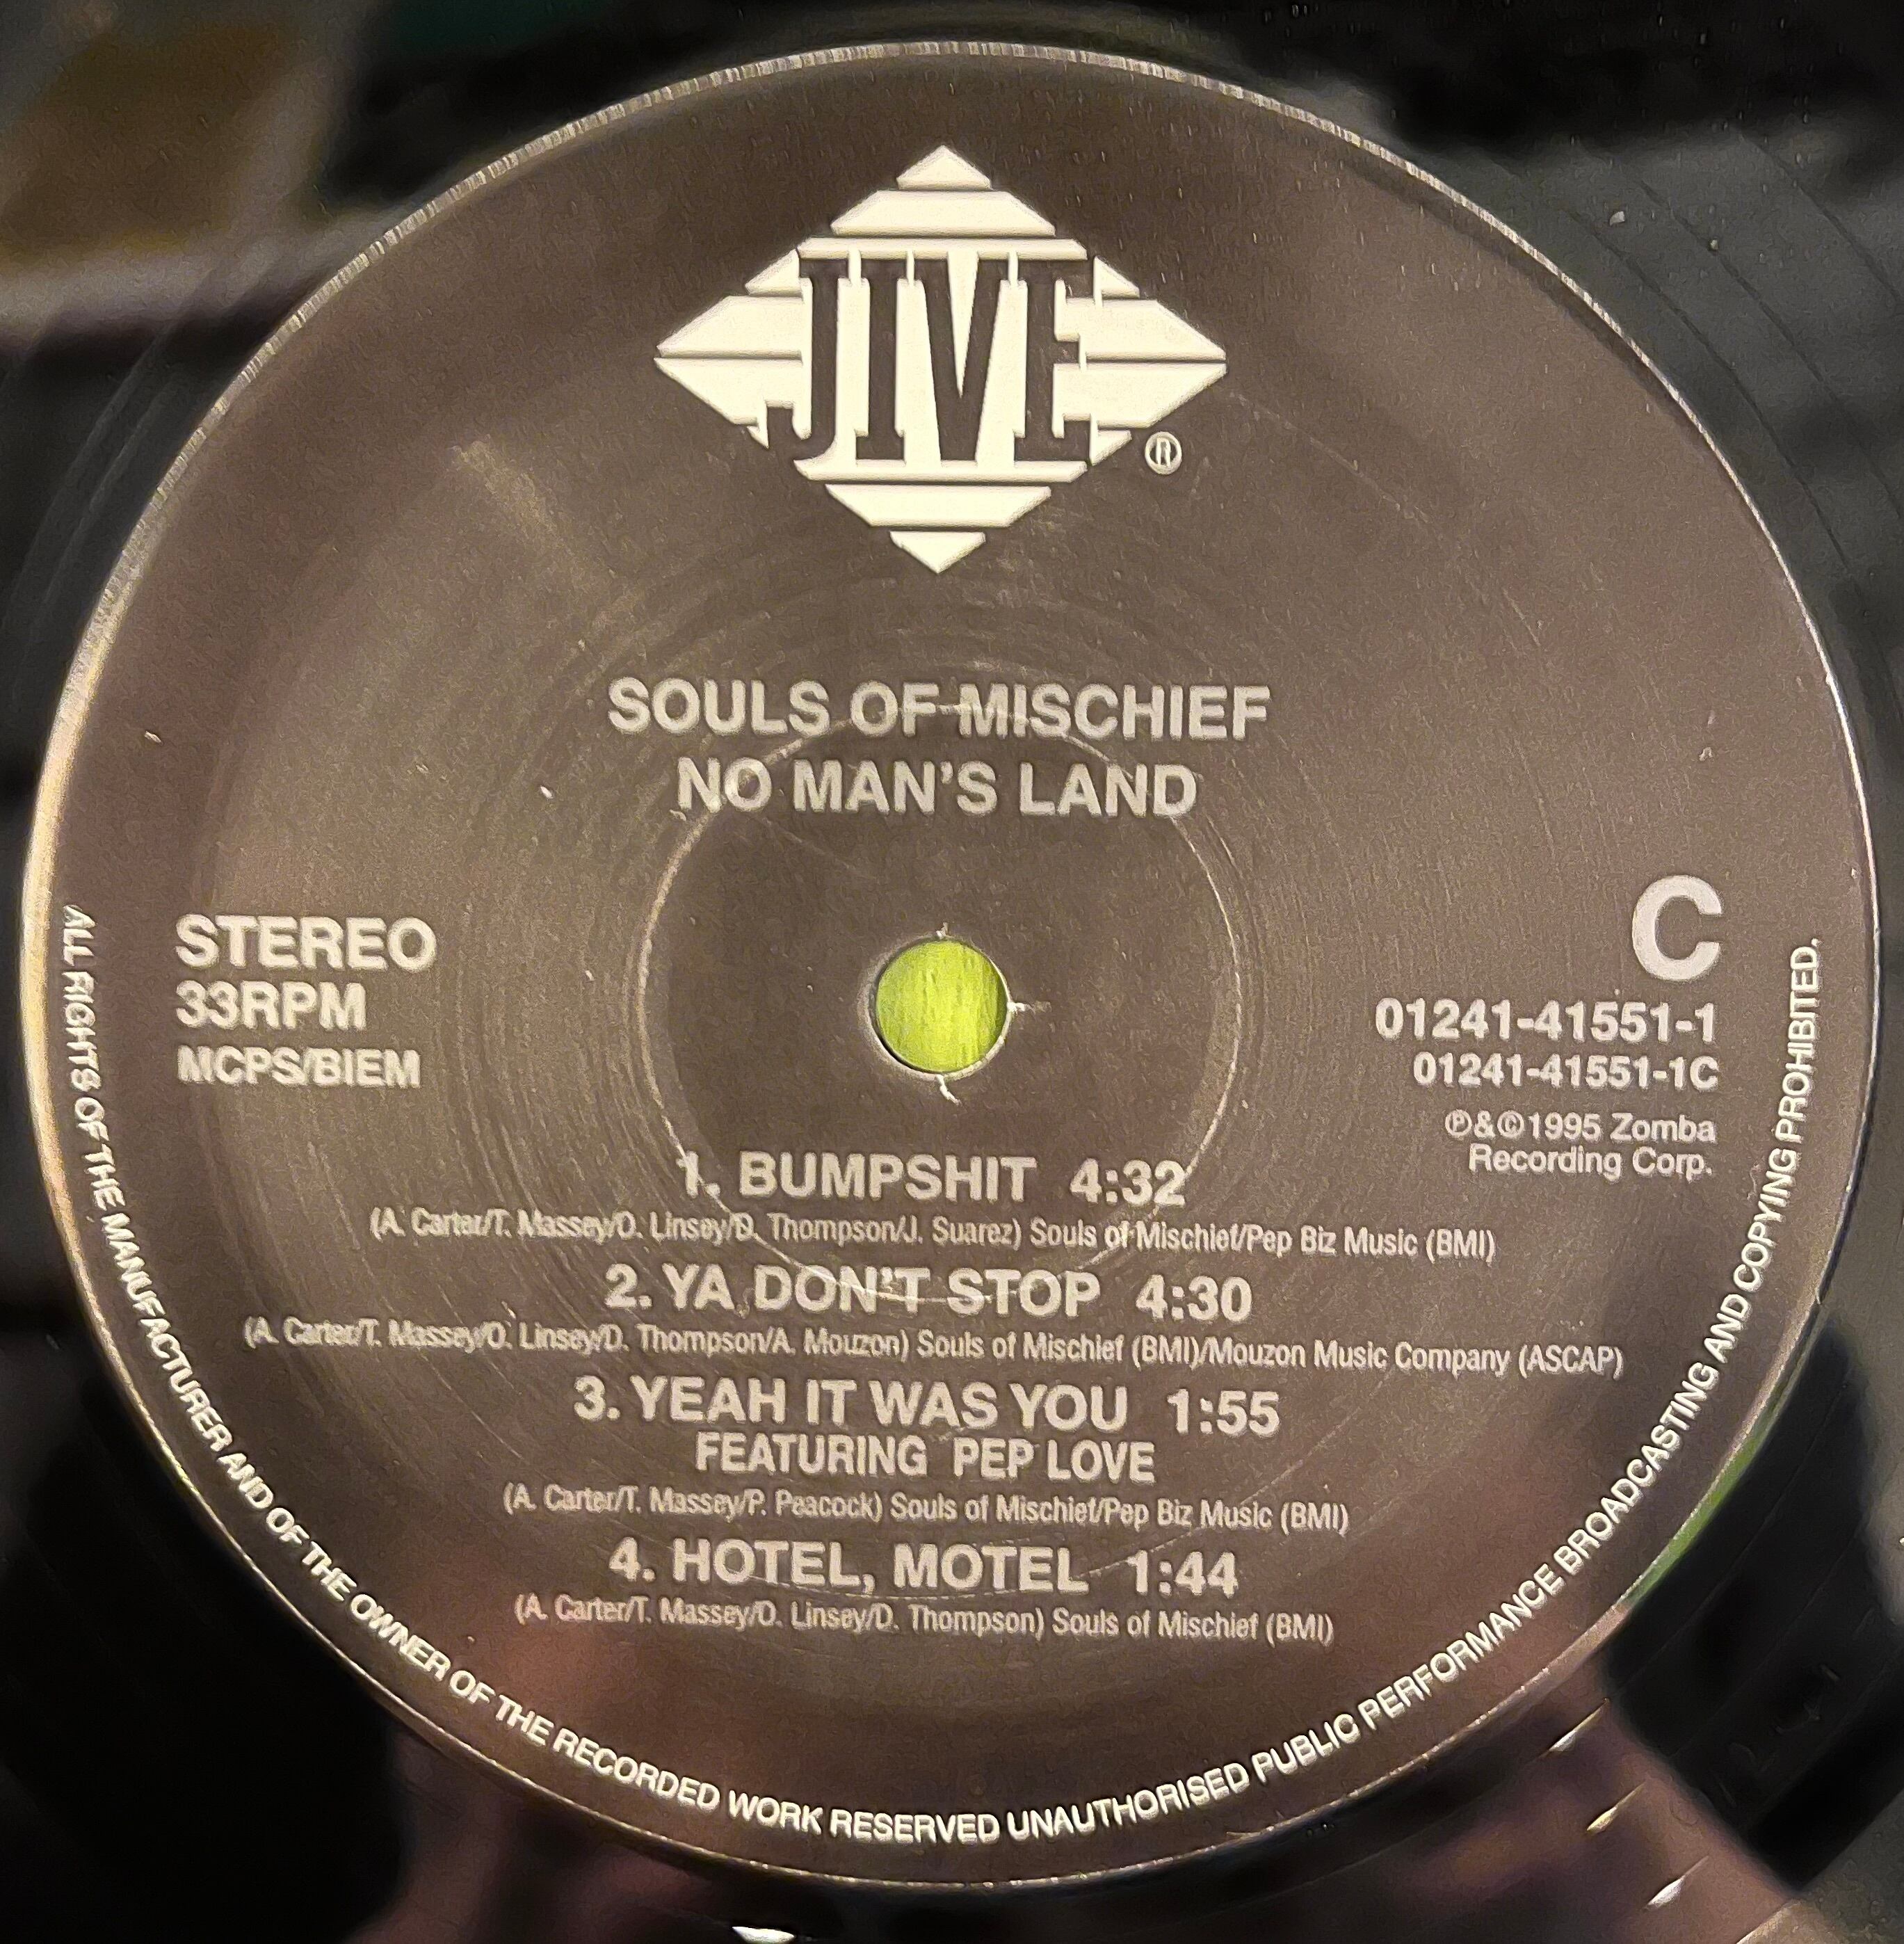 JIVE
®
SOULS OF MISCHIEF
NO MAN'S LAND
STEREO
33RPM
MCPS/BIEM
C
01241-41551-1
01241-41551-1C
℗&©1995 Zomba
Recording Corp.
1. BUMPSHIT 4:32
(A. Carter/T. Massey/O. Linsey/D. Thompson/J. Suarez) Souls of Mischief/Pep Biz Music (BMI)
2. YA DON'T STOP 4:30
(A. Carter/T. Massey/O. Linsey/D. Thompson/A. Mouzon) Souls of Mischief (BMI)/Mouzon Music Company (ASCAP)
3. YEAH IT WAS YOU 1:55
FEATURING PEP LOVE
(A. Carter/T. Massey/P. Peacock) Souls of Mischief/Pep Biz Music (BMI)
4. HOTEL, MOTEL 1:44
(A. Carter/T. Massey/O. Linsey/D. Thompson) Souls of Mischief (BMI)
ALL RIGHTS OF THE MANUFACTURER AND OF THE OWNER OF THE RECORDED WORK RESERVED UNAUTHORISED PUBLIC PERFORMANCE BROADCASTING AND COPYING PROHIBITED.